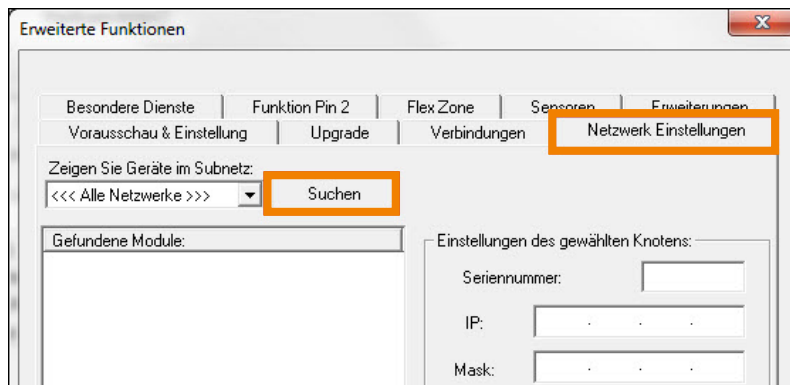 Erweiterte Funktionen
Besondere Dienste Funktion Pin 2 Flex Zone Sensoren Erweiterungen
Vorausschau & Einstellung Upgrade Verbindungen Netzwerk Einstellungen
Zeigen Sie Geräte im Subnetz:
<<< Alle Netzwerke >>> Suchen
Gefundene Module:
Einstellungen des gewählten Knotens:
Seriennummer:
IP: . . .
Mask: . . .